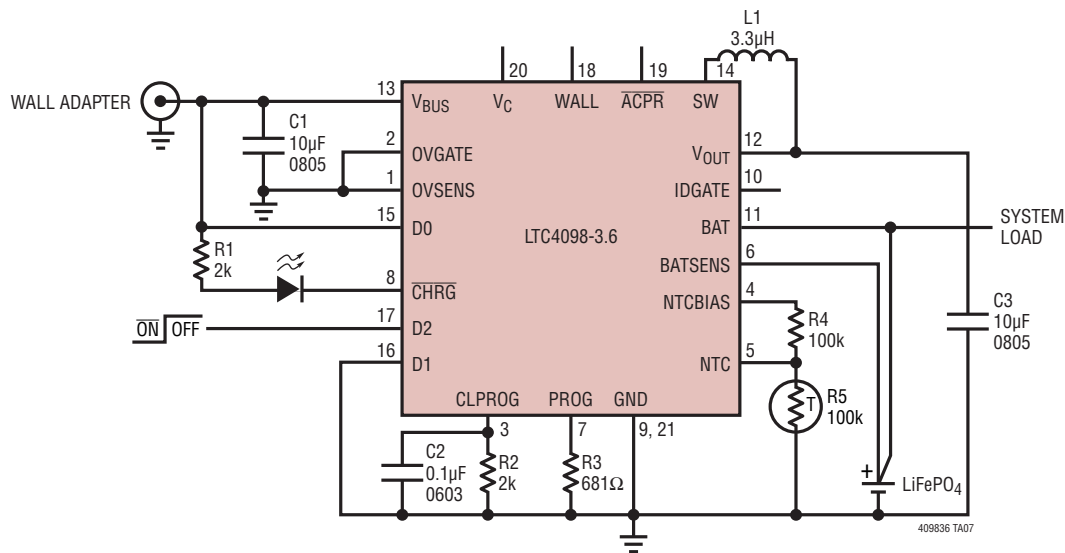 L1
3.3µH
20
18
19
14
WALL ADAPTER
13
VBUS
VC
WALL
ACPR
SW
C1
10µF
0805
2
OVGATE
VOUT
12
1
OVSENS
IDGATE
10
15
D0
LTC4098-3.6
BAT
11
SYSTEM
LOAD
R1
2k
BATSENS
6
8
CHRG
NTCBIAS
4
C3
10µF
0805
ON OFF
17
D2
R4
100k
16
D1
NTC
5
T
R5
100k
CLPROG
PROG
GND
3
7
9, 21
C2
0.1µF
0603
R2
2k
R3
681Ω
+
LiFePO4
409836 TA07